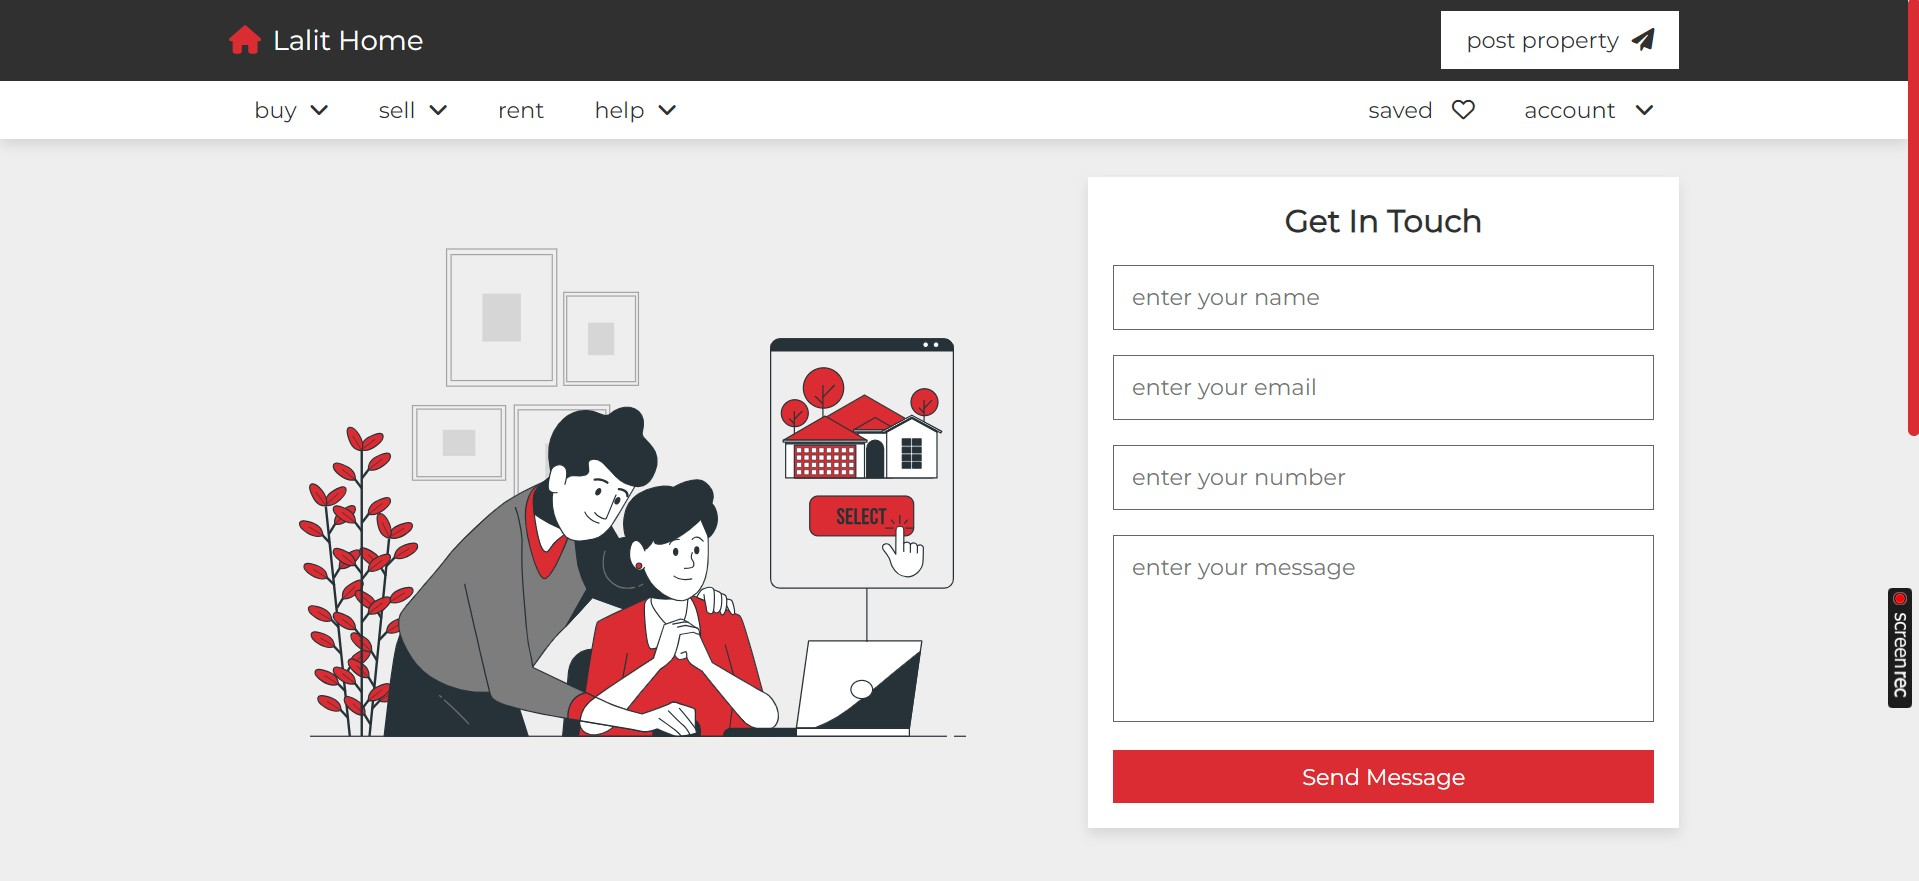 Lalit Home
post property
buy
sell
rent
help
saved
account
Get In Touch
enter your name
enter your email
enter your number
enter your message
Send Message
SELECT
screenrec